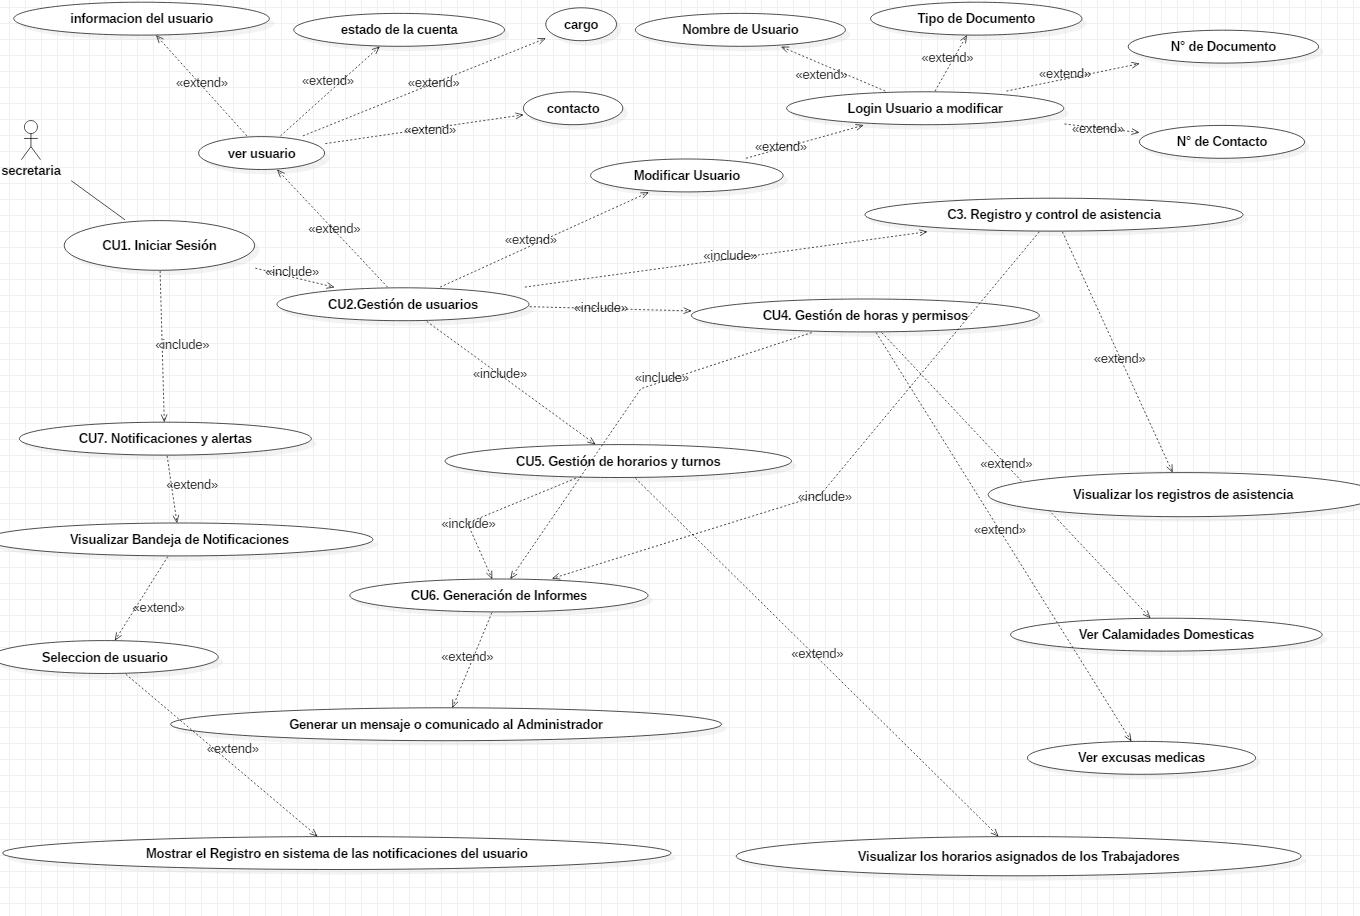 informacion del usuario
estado de la cuenta
cargo
Nombre de Usuario
Tipo de Documento
N° de Documento
«extend»
«extend»
«extend»
«extend»
«extend»
«extend»
contacto
Login Usuario a modificar
«extend»
«extend»
N° de Contacto
secretaria
ver usuario
«extend»
Modificar Usuario
CU1. Iniciar Sesión
«extend»
«extend»
C3. Registro y control de asistencia
«include»
«include»
CU2.Gestión de usuarios
«include»
CU4. Gestión de horas y permisos
«include»
«include»
«include»
«extend»
CU7. Notificaciones y alertas
CU5. Gestión de horarios y turnos
«extend»
«extend»
«include»
Visualizar los registros de asistencia
«include»
«extend»
Visualizar Bandeja de Notificaciones
CU6. Generación de Informes
«extend»
Ver Calamidades Domesticas
Seleccion de usuario
«extend»
«extend»
Generar un mensaje o comunicado al Administrador
«extend»
Ver excusas medicas
Mostrar el Registro en sistema de las notificaciones del usuario
Visualizar los horarios asignados de los Trabajadores